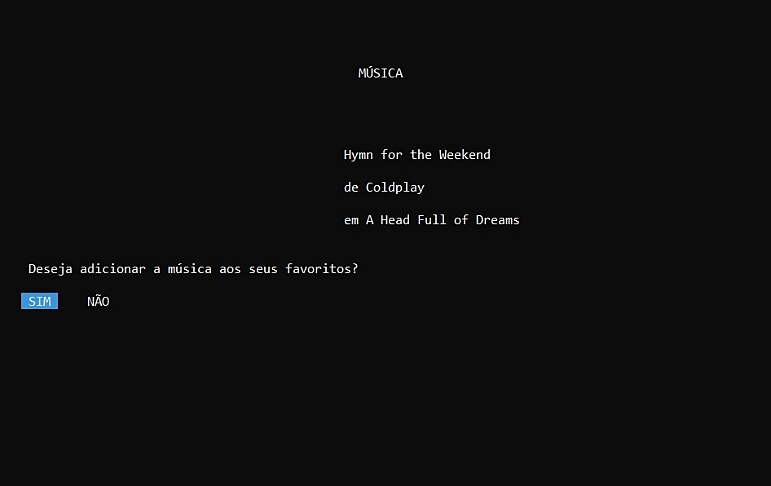 MÚSICA
Hymn for the Weekend
de Coldplay
em A Head Full of Dreams
Deseja adicionar a música aos seus favoritos?
SIM NÃO